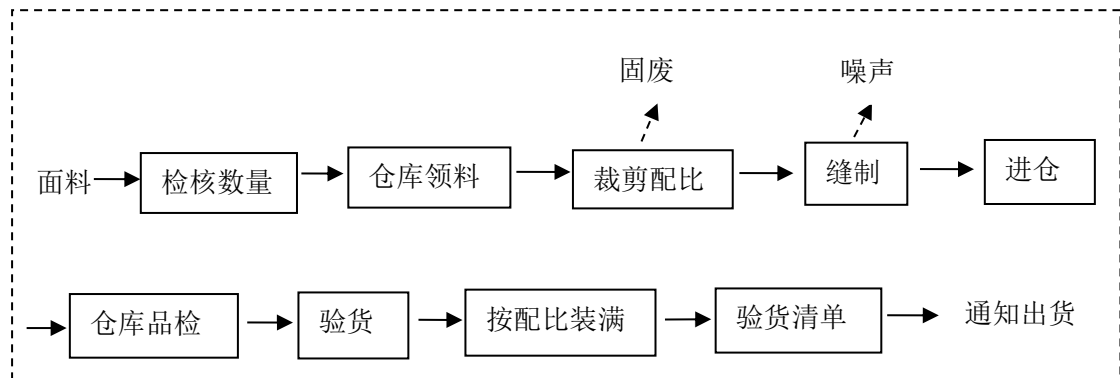 固废 噪声
面料 检核数量 仓库领料 裁剪配比 缝制 进仓
仓库品检 验货 按配比装满 验货清单 通知出货